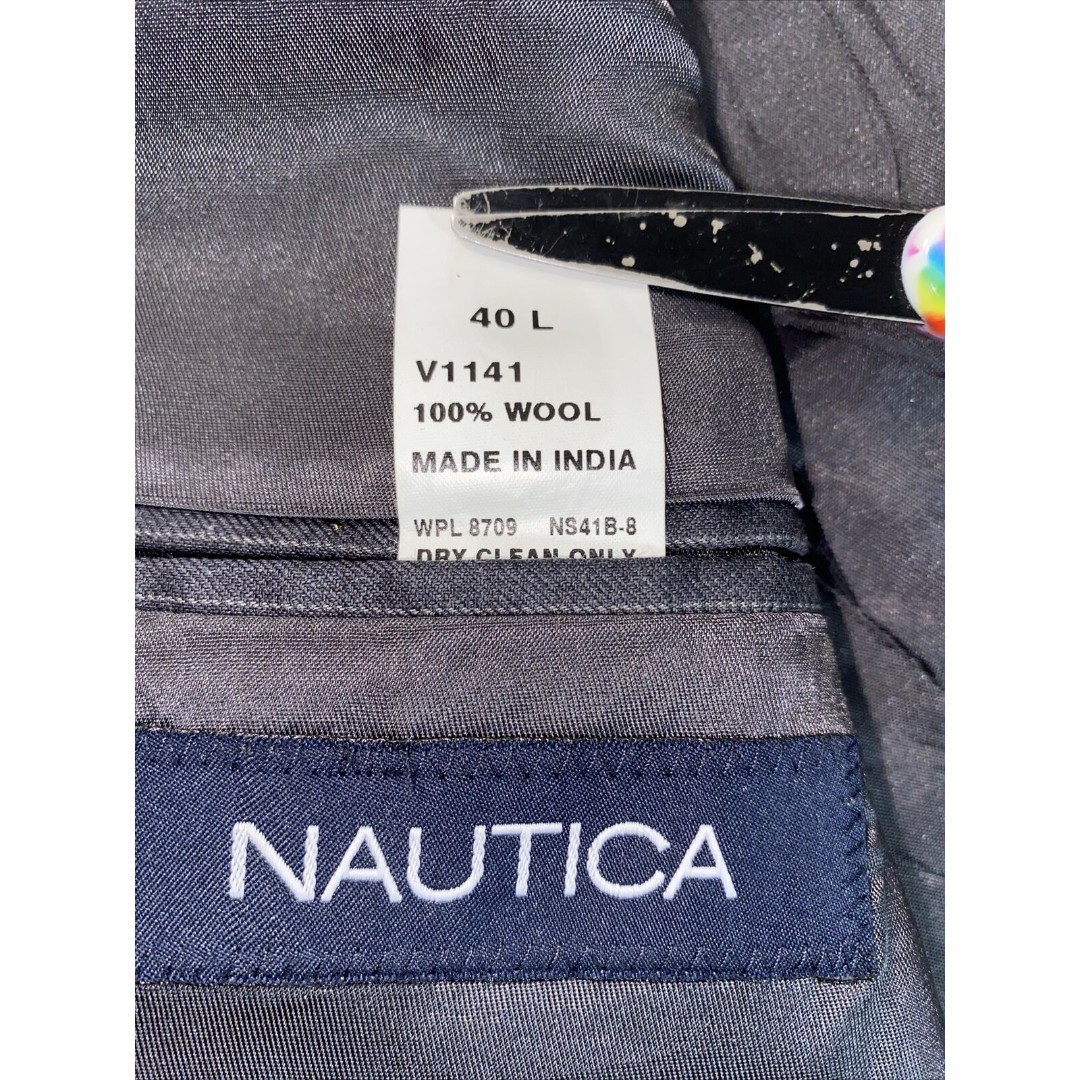 40 L
V1141
100% WOOL
MADE IN INDIA
WPL 8709 NS41B-8
DRY CLEAN ONLY
NAUTICA